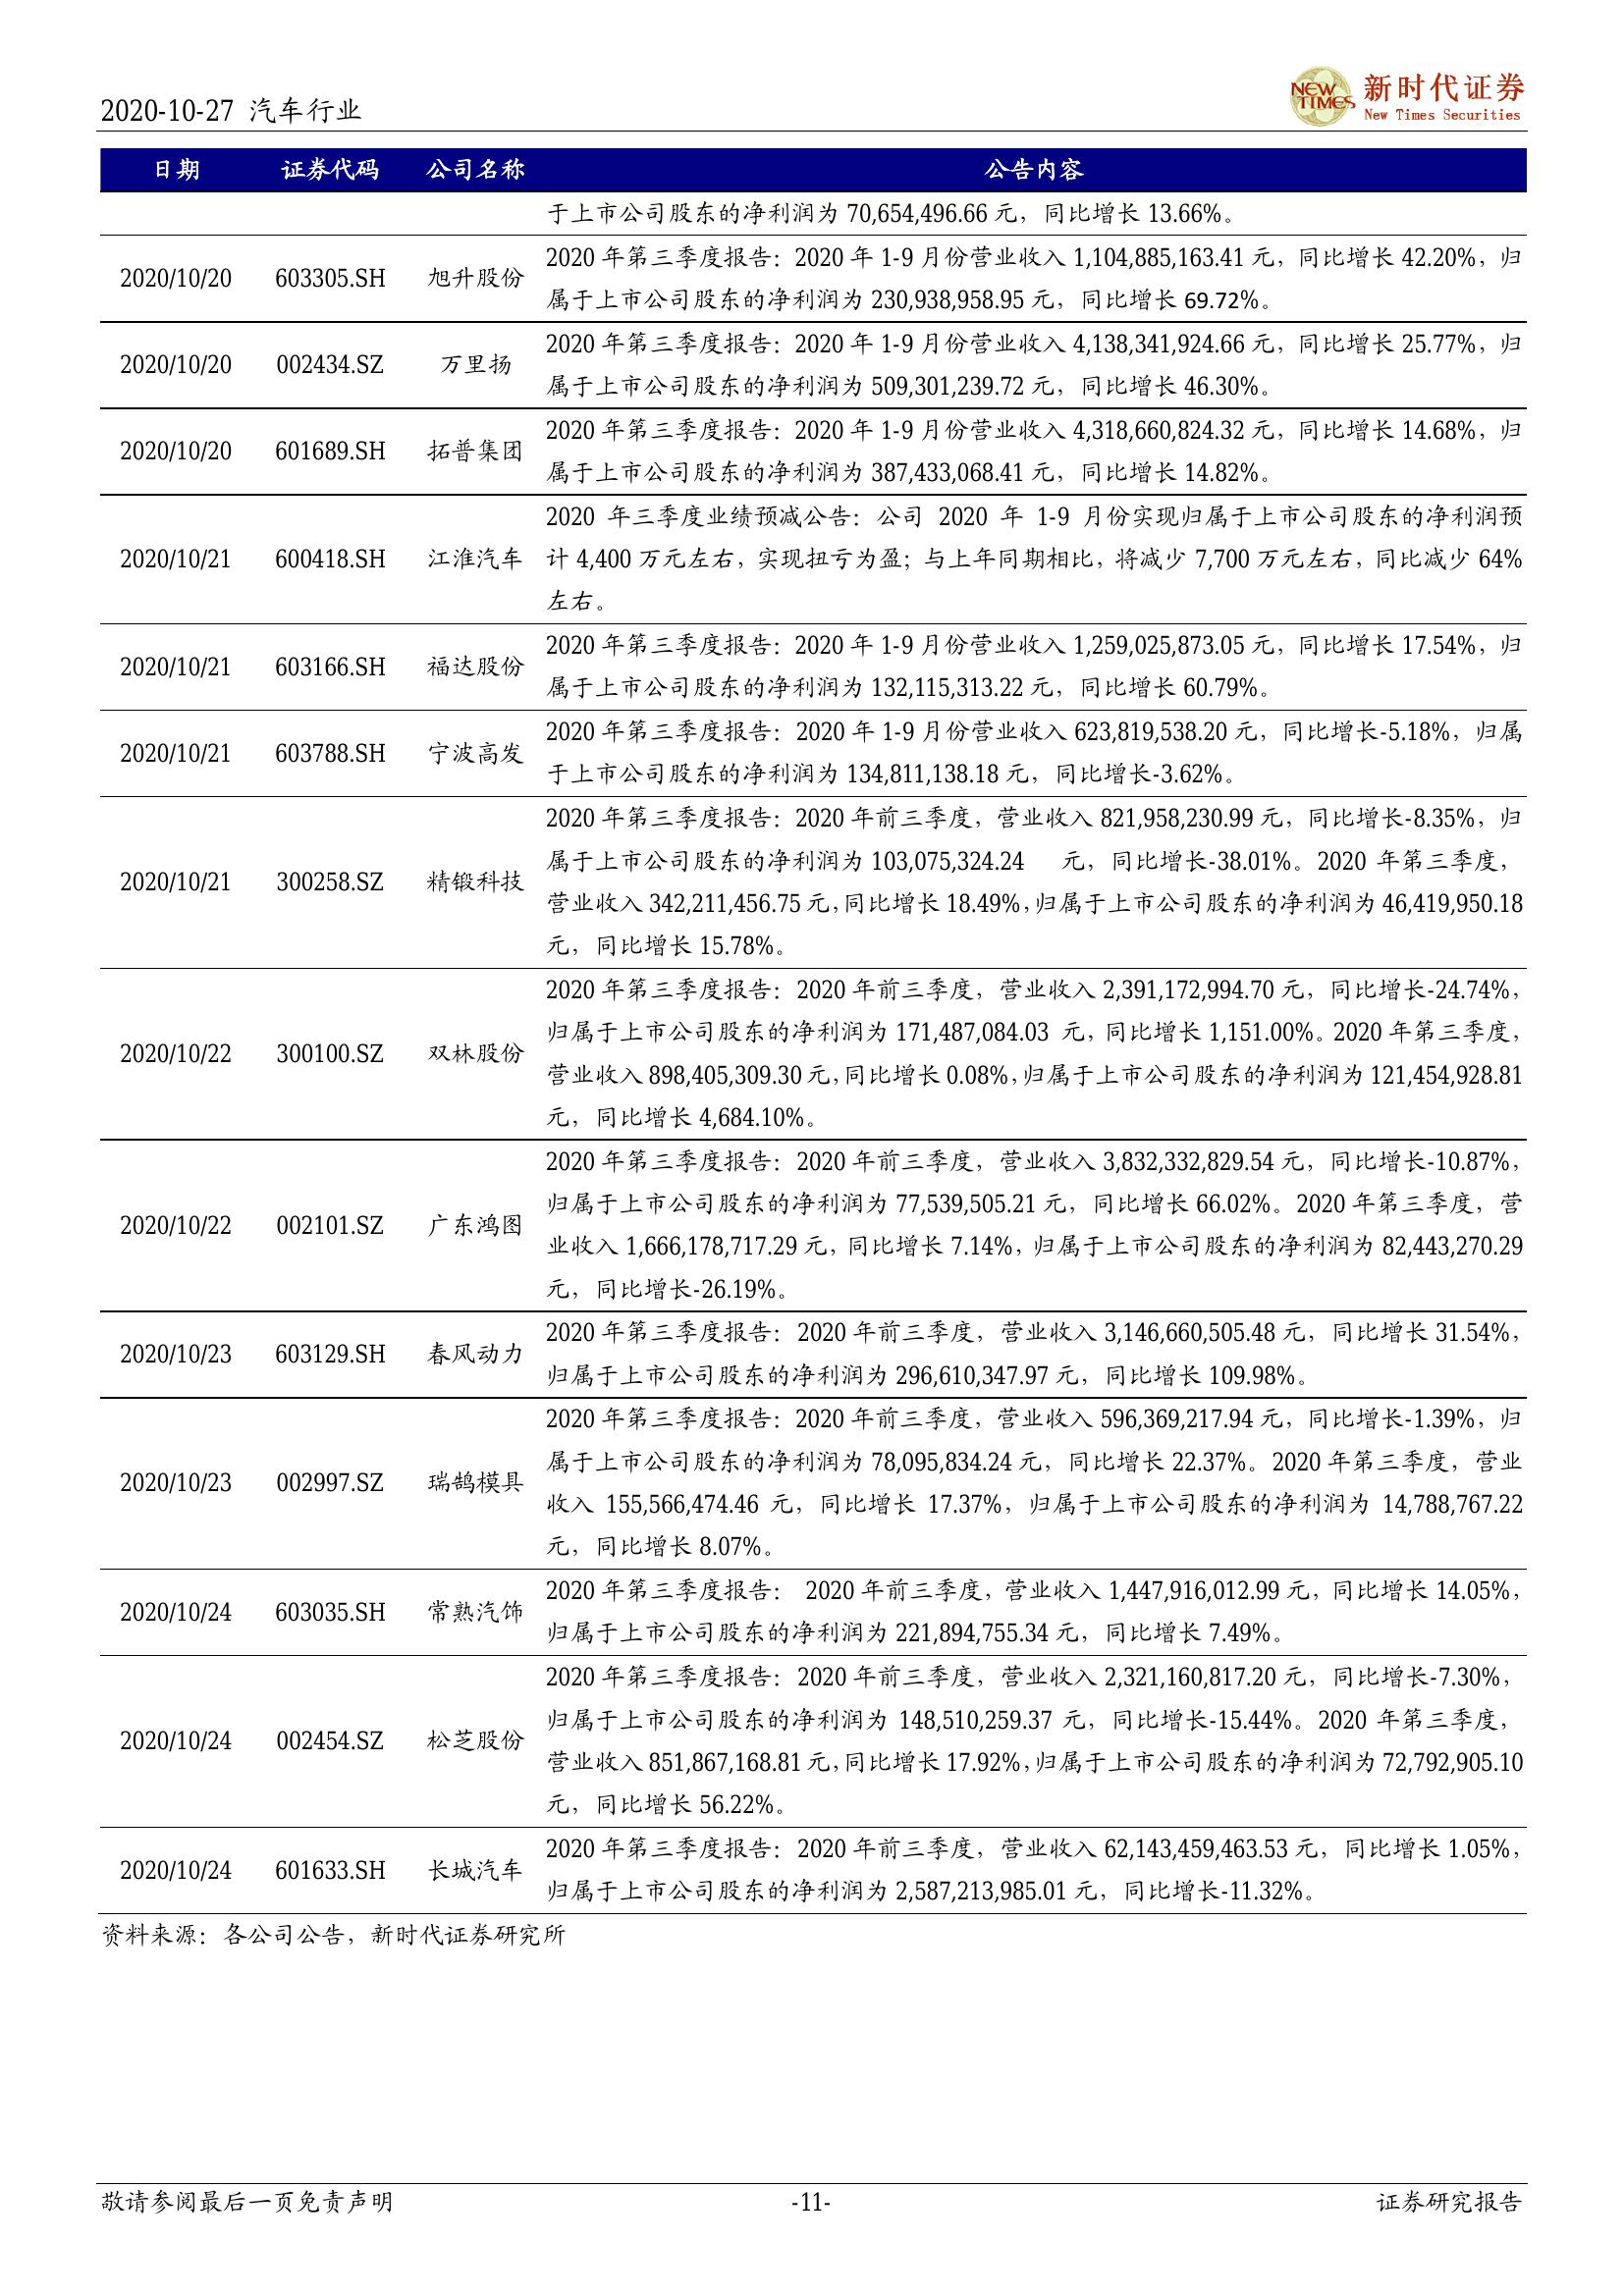 2020-10-27 汽车行业
NEW TIMES 新时代证券
New Times Securities
日期 证券代码 公司名称 公告内容
于上市公司股东的净利润为 70,654,496.66 元，同比增长 13.66%。
2020/10/20 603305.SH 旭升股份
2020 年第三季度报告：2020 年 1-9 月份营业收入 1,104,885,163.41 元，同比增长 42.20%，归
属于上市公司股东的净利润为 230,938,958.95 元，同比增长 69.72%。
2020/10/20 002434.SZ 万里扬
2020 年第三季度报告：2020 年 1-9 月份营业收入 4,138,341,924.66 元，同比增长 25.77%，归
属于上市公司股东的净利润为 509,301,239.72 元，同比增长 46.30%。
2020/10/20 601689.SH 拓普集团
2020 年第三季度报告：2020 年 1-9 月份营业收入 4,318,660,824.32 元，同比增长 14.68%，归
属于上市公司股东的净利润为 387,433,068.41 元，同比增长 14.82%。
2020/10/21 600418.SH 江淮汽车
2020 年三季度业绩预减公告：公司 2020 年 1-9 月份实现归属于上市公司股东的净利润预
计 4,400 万元左右，实现扭亏为盈；与上年同期相比，将减少 7,700 万元左右，同比减少 64%
左右。
2020/10/21 603166.SH 福达股份
2020 年第三季度报告：2020 年 1-9 月份营业收入 1,259,025,873.05 元，同比增长 17.54%，归
属于上市公司股东的净利润为 132,115,313.22 元，同比增长 60.79%。
2020/10/21 603788.SH 宁波高发
2020 年第三季度报告：2020 年 1-9 月份营业收入 623,819,538.20 元，同比增长-5.18%，归属
于上市公司股东的净利润为 134,811,138.18 元，同比增长-3.62%。
2020/10/21 300258.SZ 精锻科技
2020 年第三季度报告：2020 年前三季度，营业收入 821,958,230.99 元，同比增长-8.35%，归
属于上市公司股东的净利润为 103,075,324.24 元，同比增长-38.01%。2020 年第三季度，
营业收入 342,211,456.75 元，同比增长 18.49%，归属于上市公司股东的净利润为 46,419,950.18
元，同比增长 15.78%。
2020/10/22 300100.SZ 双林股份
2020 年第三季度报告：2020 年前三季度，营业收入 2,391,172,994.70 元，同比增长-24.74%，
归属于上市公司股东的净利润为 171,487,084.03 元，同比增长 1,151.00%。2020 年第三季度，
营业收入 898,405,309.30 元，同比增长 0.08%，归属于上市公司股东的净利润为 121,454,928.81
元，同比增长 4,684.10%。
2020/10/22 002101.SZ 广东鸿图
2020 年第三季度报告：2020 年前三季度，营业收入 3,832,332,829.54 元，同比增长-10.87%，
归属于上市公司股东的净利润为 77,539,505.21 元，同比增长 66.02%。2020 年第三季度，营
业收入 1,666,178,717.29 元，同比增长 7.14%，归属于上市公司股东的净利润为 82,443,270.29
元，同比增长-26.19%。
2020/10/23 603129.SH 春风动力
2020 年第三季度报告：2020 年前三季度，营业收入 3,146,660,505.48 元，同比增长 31.54%，
归属于上市公司股东的净利润为 296,610,347.97 元，同比增长 109.98%。
2020/10/23 002997.SZ 瑞鹄模具
2020 年第三季度报告：2020 年前三季度，营业收入 596,369,217.94 元，同比增长-1.39%，归
属于上市公司股东的净利润为 78,095,834.24 元，同比增长 22.37%。2020 年第三季度，营业
收入 155,566,474.46 元，同比增长 17.37%，归属于上市公司股东的净利润为 14,788,767.22
元，同比增长 8.07%。
2020/10/24 603035.SH 常熟汽饰
2020 年第三季度报告： 2020 年前三季度，营业收入 1,447,916,012.99 元，同比增长 14.05%，
归属于上市公司股东的净利润为 221,894,755.34 元，同比增长 7.49%。
2020/10/24 002454.SZ 松芝股份
2020 年第三季度报告：2020 年前三季度，营业收入 2,321,160,817.20 元，同比增长-7.30%，
归属于上市公司股东的净利润为 148,510,259.37 元，同比增长-15.44%。2020 年第三季度，
营业收入 851,867,168.81 元，同比增长 17.92%，归属于上市公司股东的净利润为 72,792,905.10
元，同比增长 56.22%。
2020/10/24 601633.SH 长城汽车
2020 年第三季度报告：2020 年前三季度，营业收入 62,143,459,463.53 元，同比增长 1.05%，
归属于上市公司股东的净利润为 2,587,213,985.01 元，同比增长-11.32%。
资料来源：各公司公告，新时代证券研究所
敬请参阅最后一页免责声明 -11- 证券研究报告